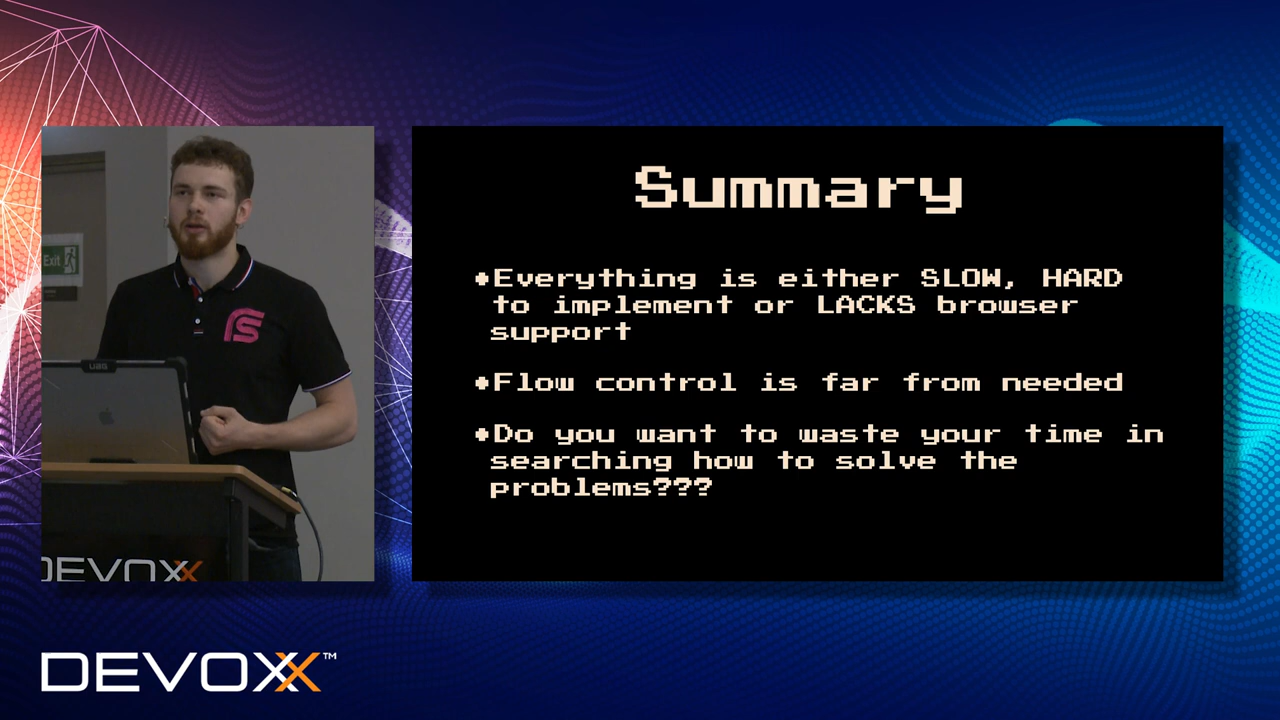 Exit
uag
DEVOXX
Summary
•Everything is either SLOW, HARD
to implement or LACKS browser
support
•Flow control is far from needed
•Do you want to waste your time in
searching how to solve the
problems???
DEVOXX™